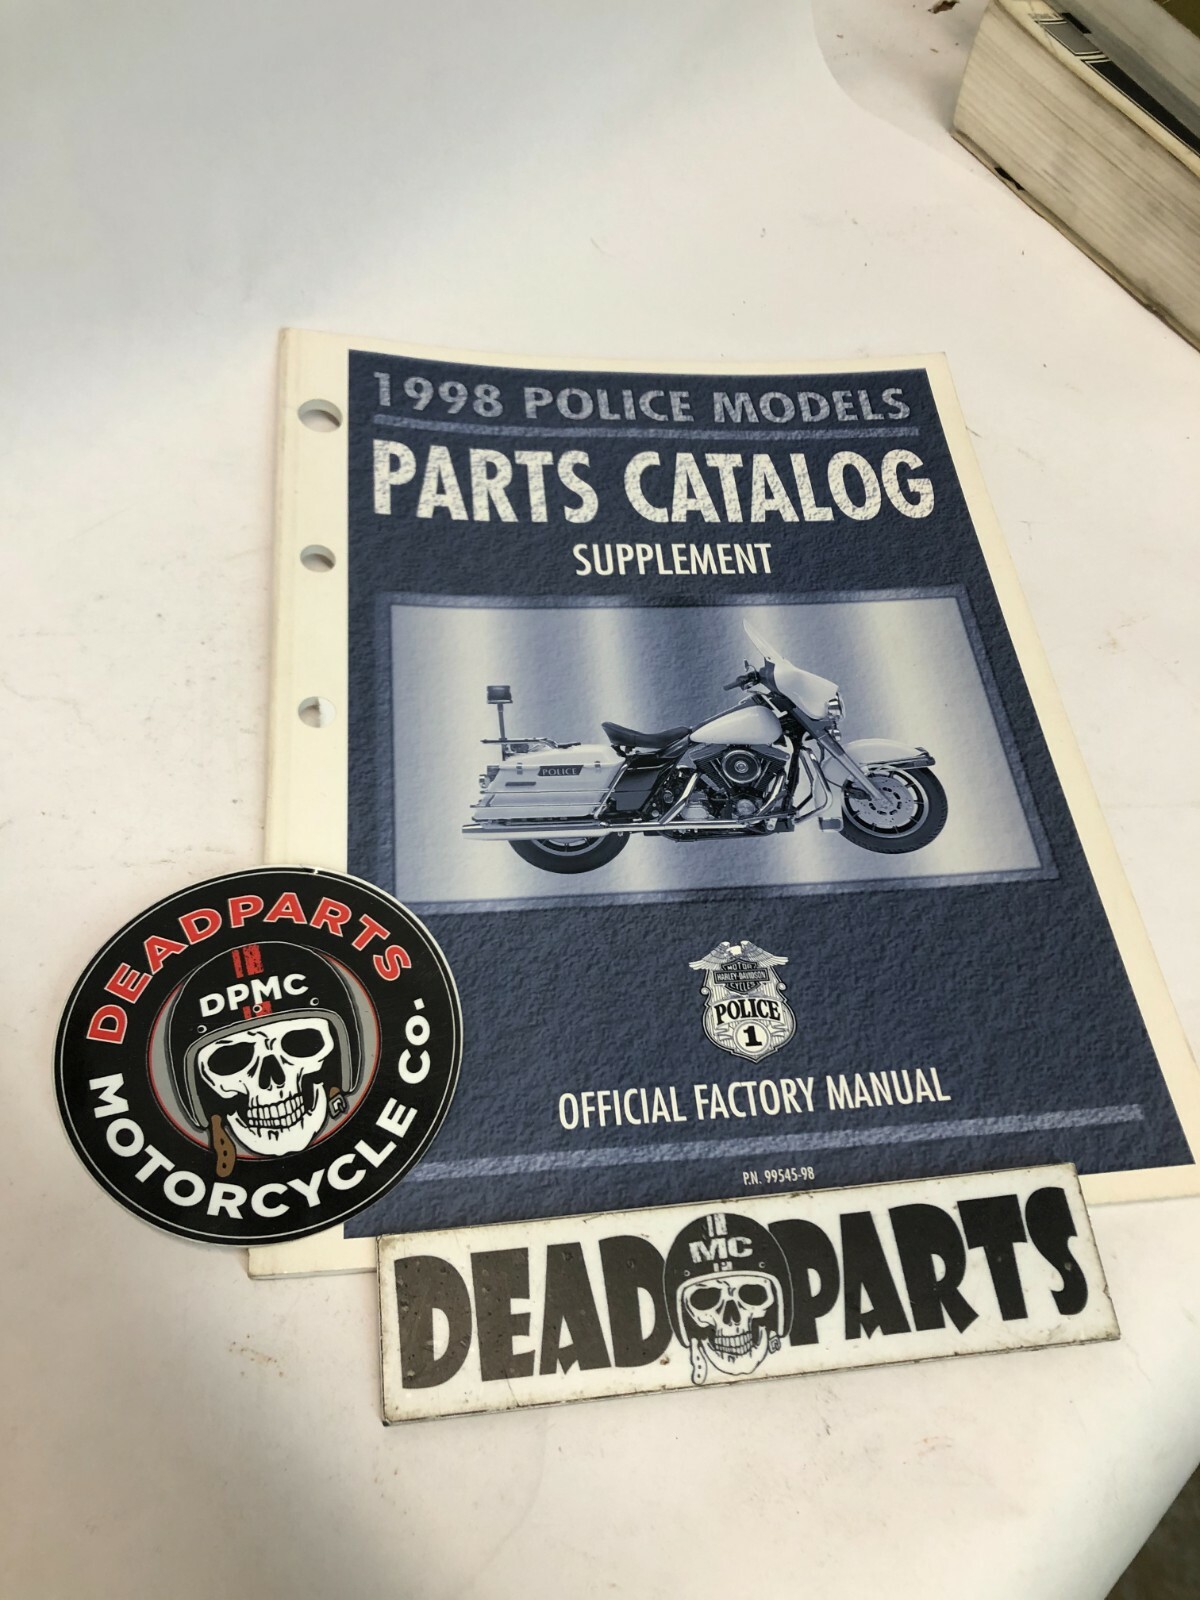 1998 POLICE MODELS
PARTS CATALOG
SUPPLEMENT
POLICE
MOTOR
HARLEY-DAVIDSON
CYCLES
POLICE
1
OFFICIAL FACTORY MANUAL
P.N. 99545-98
DEADPARTS
DPMC
MOTORCYCLE Co.
DEAD PARTS
MC